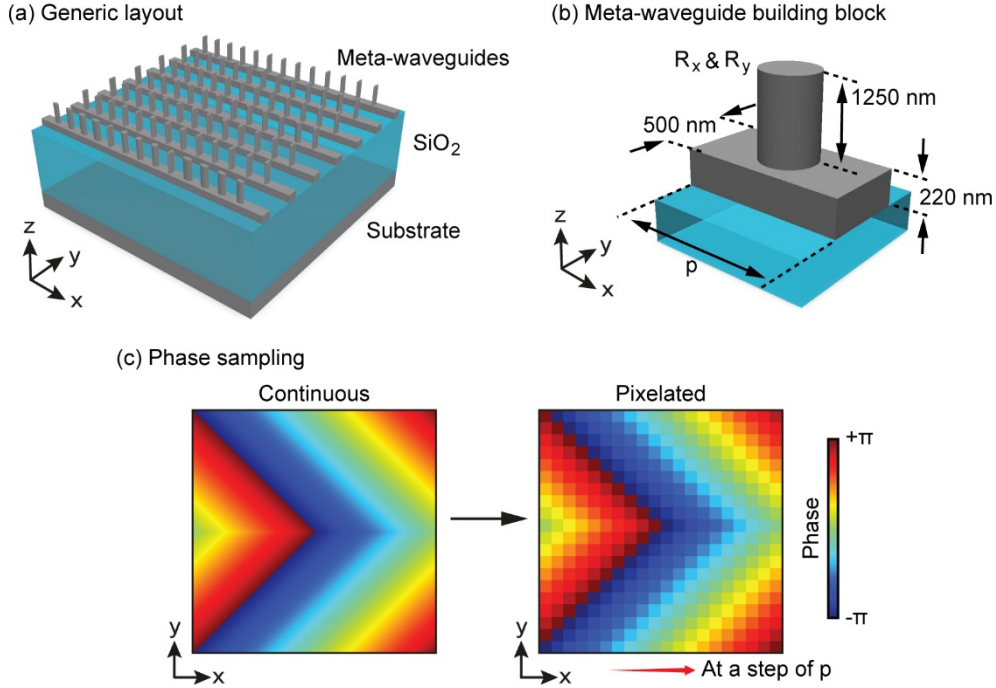 (a) Generic layout
Meta-waveguides
SiO₂
Substrate
z
y
x
(b) Meta-waveguide building block
Rₓ & Rᵧ
1250 nm
500 nm
220 nm
p
z
y
x
(c) Phase sampling
Continuous
Pixelated
+π
Phase
-π
y
x
y
x
At a step of p